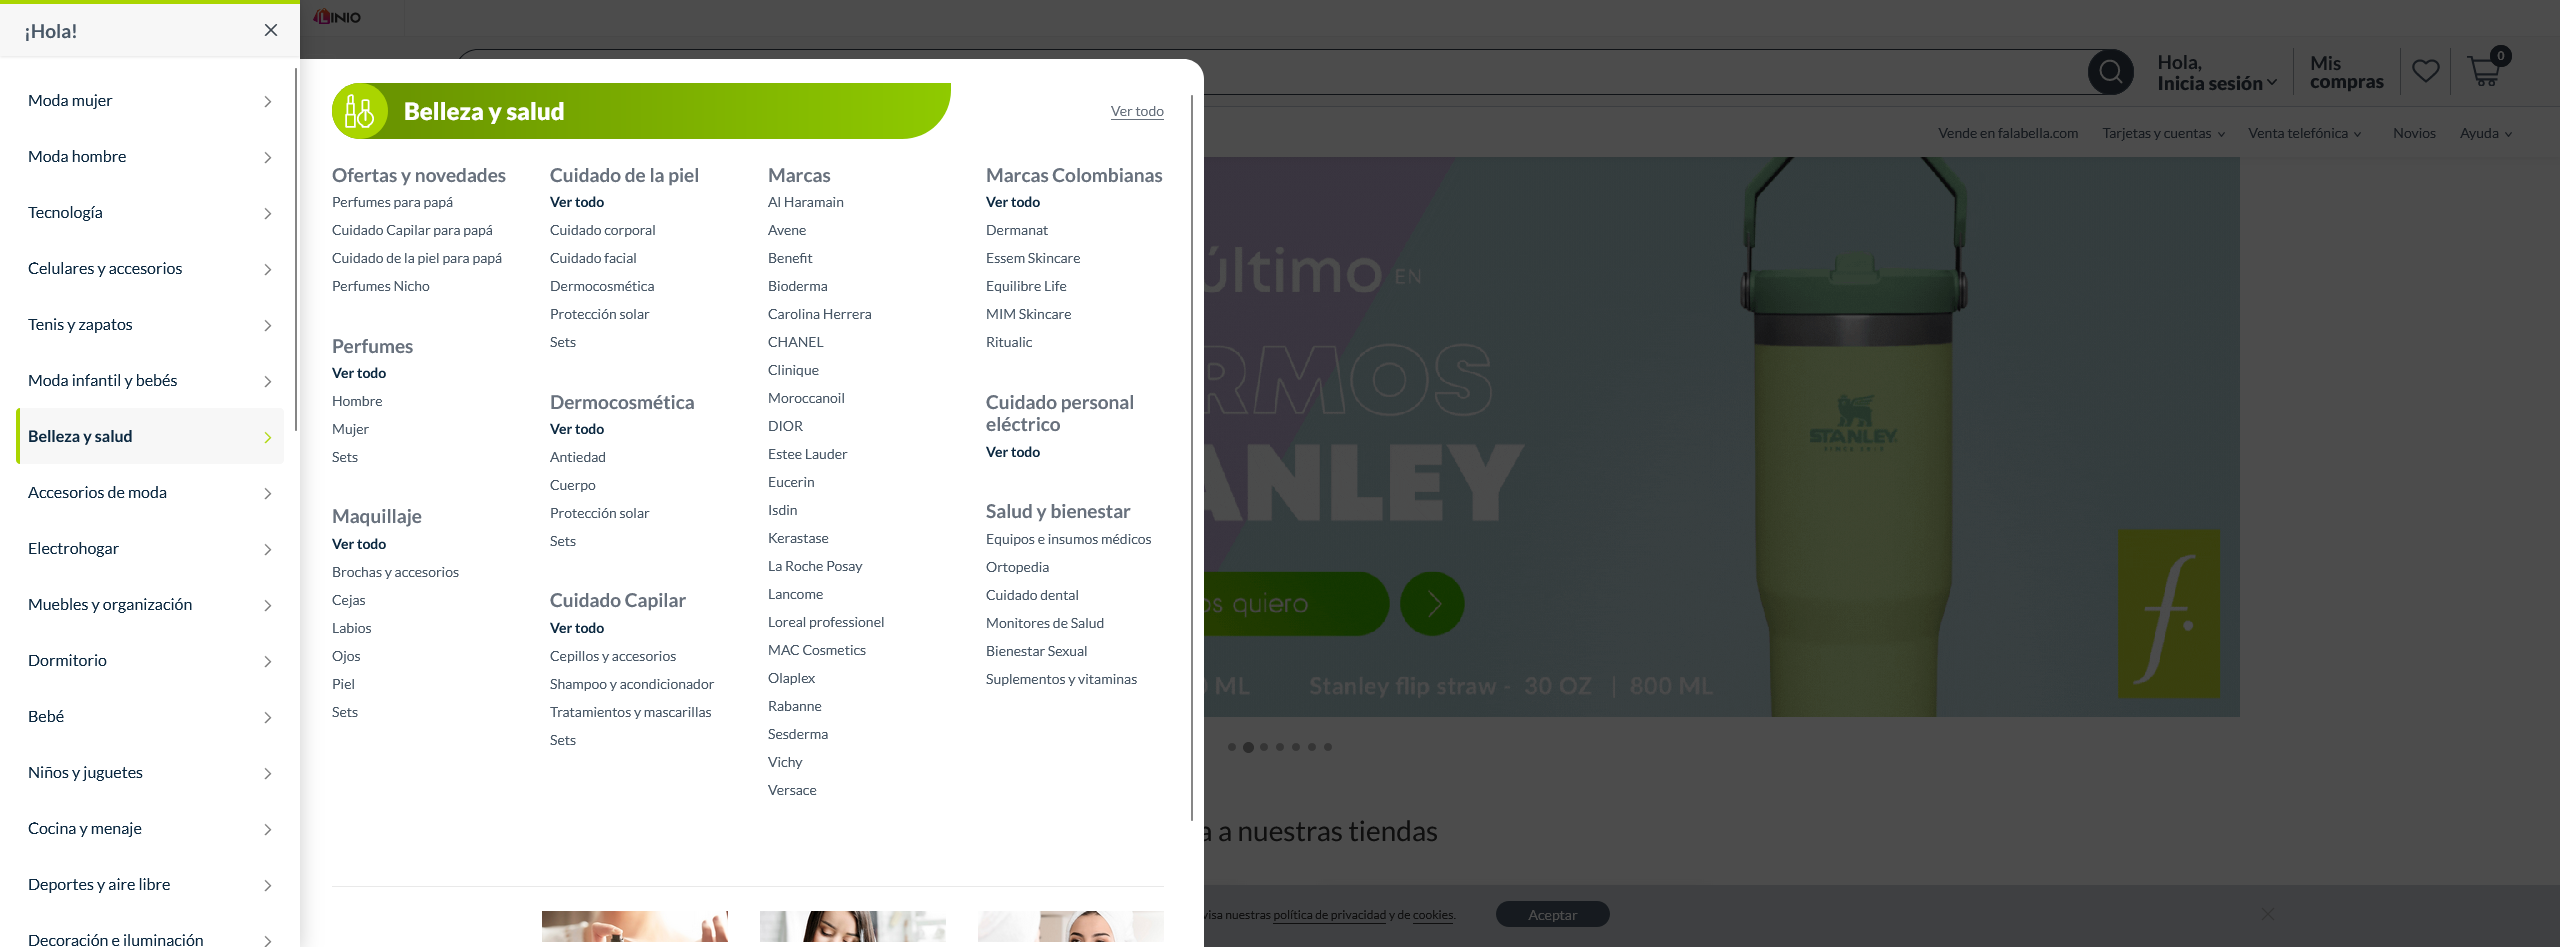 ¡Hola!
Moda mujer
Moda hombre
Tecnología
Celulares y accesorios
Tenis y zapatos
Moda infantil y bebés
Belleza y salud
Accesorios de moda
Electrohogar
Muebles y organización
Dormitorio
Bebé
Niños y juguetes
Cocina y menaje
Deportes y aire libre
Decoración e iluminación
LINIO
Belleza y salud
Ver todo
Ofertas y novedades
Perfumes para papá
Cuidado Capilar para papá
Cuidado de la piel para papá
Perfumes Nicho
Perfumes
Ver todo
Hombre
Mujer
Sets
Maquillaje
Ver todo
Brochas y accesorios
Cejas
Labios
Ojos
Piel
Sets
Cuidado de la piel
Ver todo
Cuidado corporal
Cuidado facial
Dermocosmética
Protección solar
Sets
Dermocosmética
Ver todo
Antiedad
Cuerpo
Protección solar
Sets
Cuidado Capilar
Ver todo
Cepillos y accesorios
Shampoo y acondicionador
Tratamientos y mascarillas
Sets
Marcas
Al Haramain
Avene
Benefit
Bioderma
Carolina Herrera
CHANEL
Clinique
Moroccanoil
DIOR
Estee Lauder
Eucerin
Isdin
Kerastase
La Roche Posay
Lancome
Loreal professionel
MAC Cosmetics
Olaplex
Rabanne
Sesderma
Vichy
Versace
Marcas Colombianas
Ver todo
Dermanat
Essem Skincare
Equilibre Life
MIM Skincare
Ritualic
Cuidado personal
eléctrico
Ver todo
Salud y bienestar
Equipos e insumos médicos
Ortopedia
Cuidado dental
Monitores de Salud
Bienestar Sexual
Suplementos y vitaminas
Hola,
Inicia sesión
Mis
compras
0
Vende en falabella.com
Tarjetas y cuentas
Venta telefónica
Novios
Ayuda
último EN
RMOS
ANLEY
quiero
ML
Stanley flip straw - 30 OZ | 800 ML
STANLEY
SINCE 1913
f.
a nuestras tiendas
nuestras política de privacidad y de cookies.
Aceptar